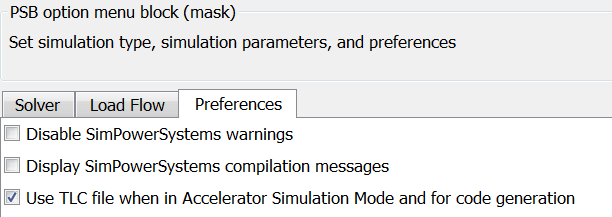 PSB option menu block (mask)
Set simulation type, simulation parameters, and preferences
Solver Load Flow Preferences
Disable SimPowerSystems warnings
Display SimPowerSystems compilation messages
Use TLC file when in Accelerator Simulation Mode and for code generation